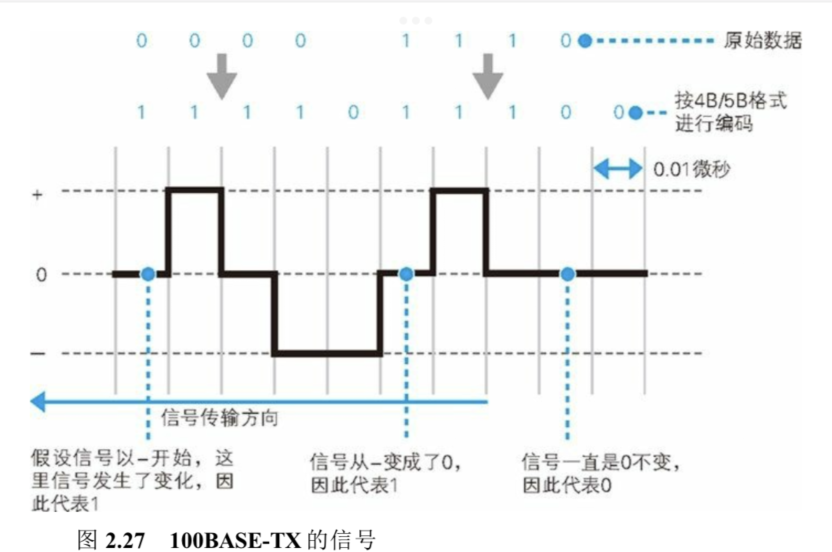 0 0 0 0 1 1 1 0 原始数据
1 1 1 1 0 1 1 1 0 0 按4B/5B格式
进行编码
0.01微秒
+
0
−
信号传输方向
假设信号以−开始，这
里信号发生了变化，因
此代表1
信号从−变成了0，
因此代表1
信号一直是0不变，
因此代表0
图 2.27 100BASE-TX 的信号